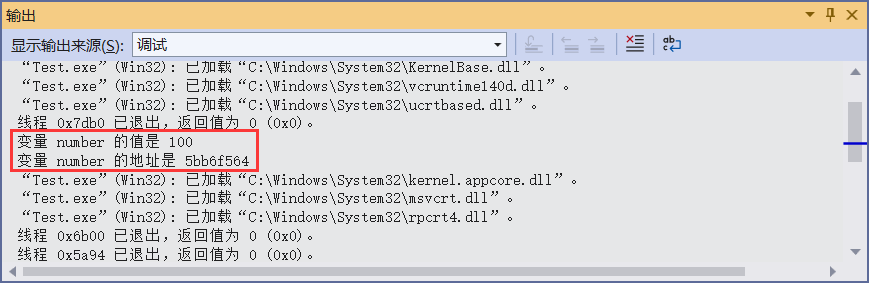 输出
显示输出来源(S): 调试
“Test.exe”(Win32): 已加载“C:\Windows\System32\KernelBase.dll”。
“Test.exe”(Win32): 已加载“C:\Windows\System32\vcruntime140d.dll”。
“Test.exe”(Win32): 已加载“C:\Windows\System32\ucrtbased.dll”。
线程 0x7db0 已退出，返回值为 0 (0x0)。
变量 number 的值是 100
变量 number 的地址是 5bb6f564
“Test.exe”(Win32): 已加载“C:\Windows\System32\kernel.appcore.dll”。
“Test.exe”(Win32): 已加载“C:\Windows\System32\msvcrt.dll”。
“Test.exe”(Win32): 已加载“C:\Windows\System32\rpcrt4.dll”。
线程 0x6b00 已退出，返回值为 0 (0x0)。
线程 0x5a94 已退出，返回值为 0 (0x0)。